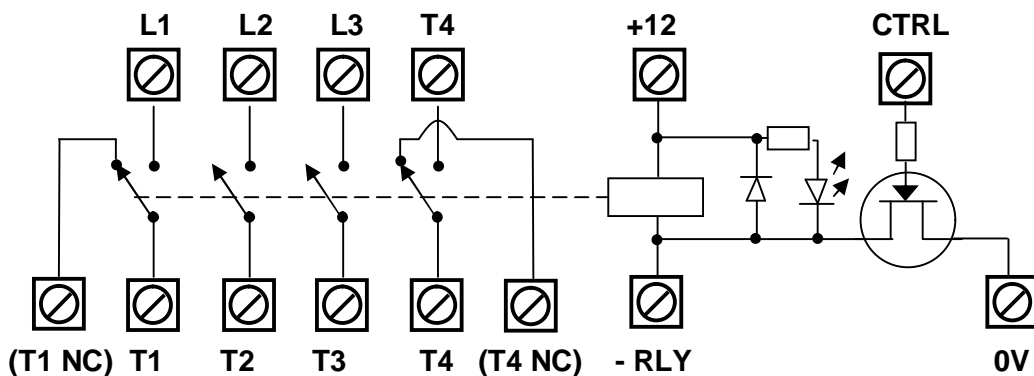 L1 L2 L3 T4 +12 CTRL
(T1 NC) T1 T2 T3 T4 (T4 NC) - RLY 0V